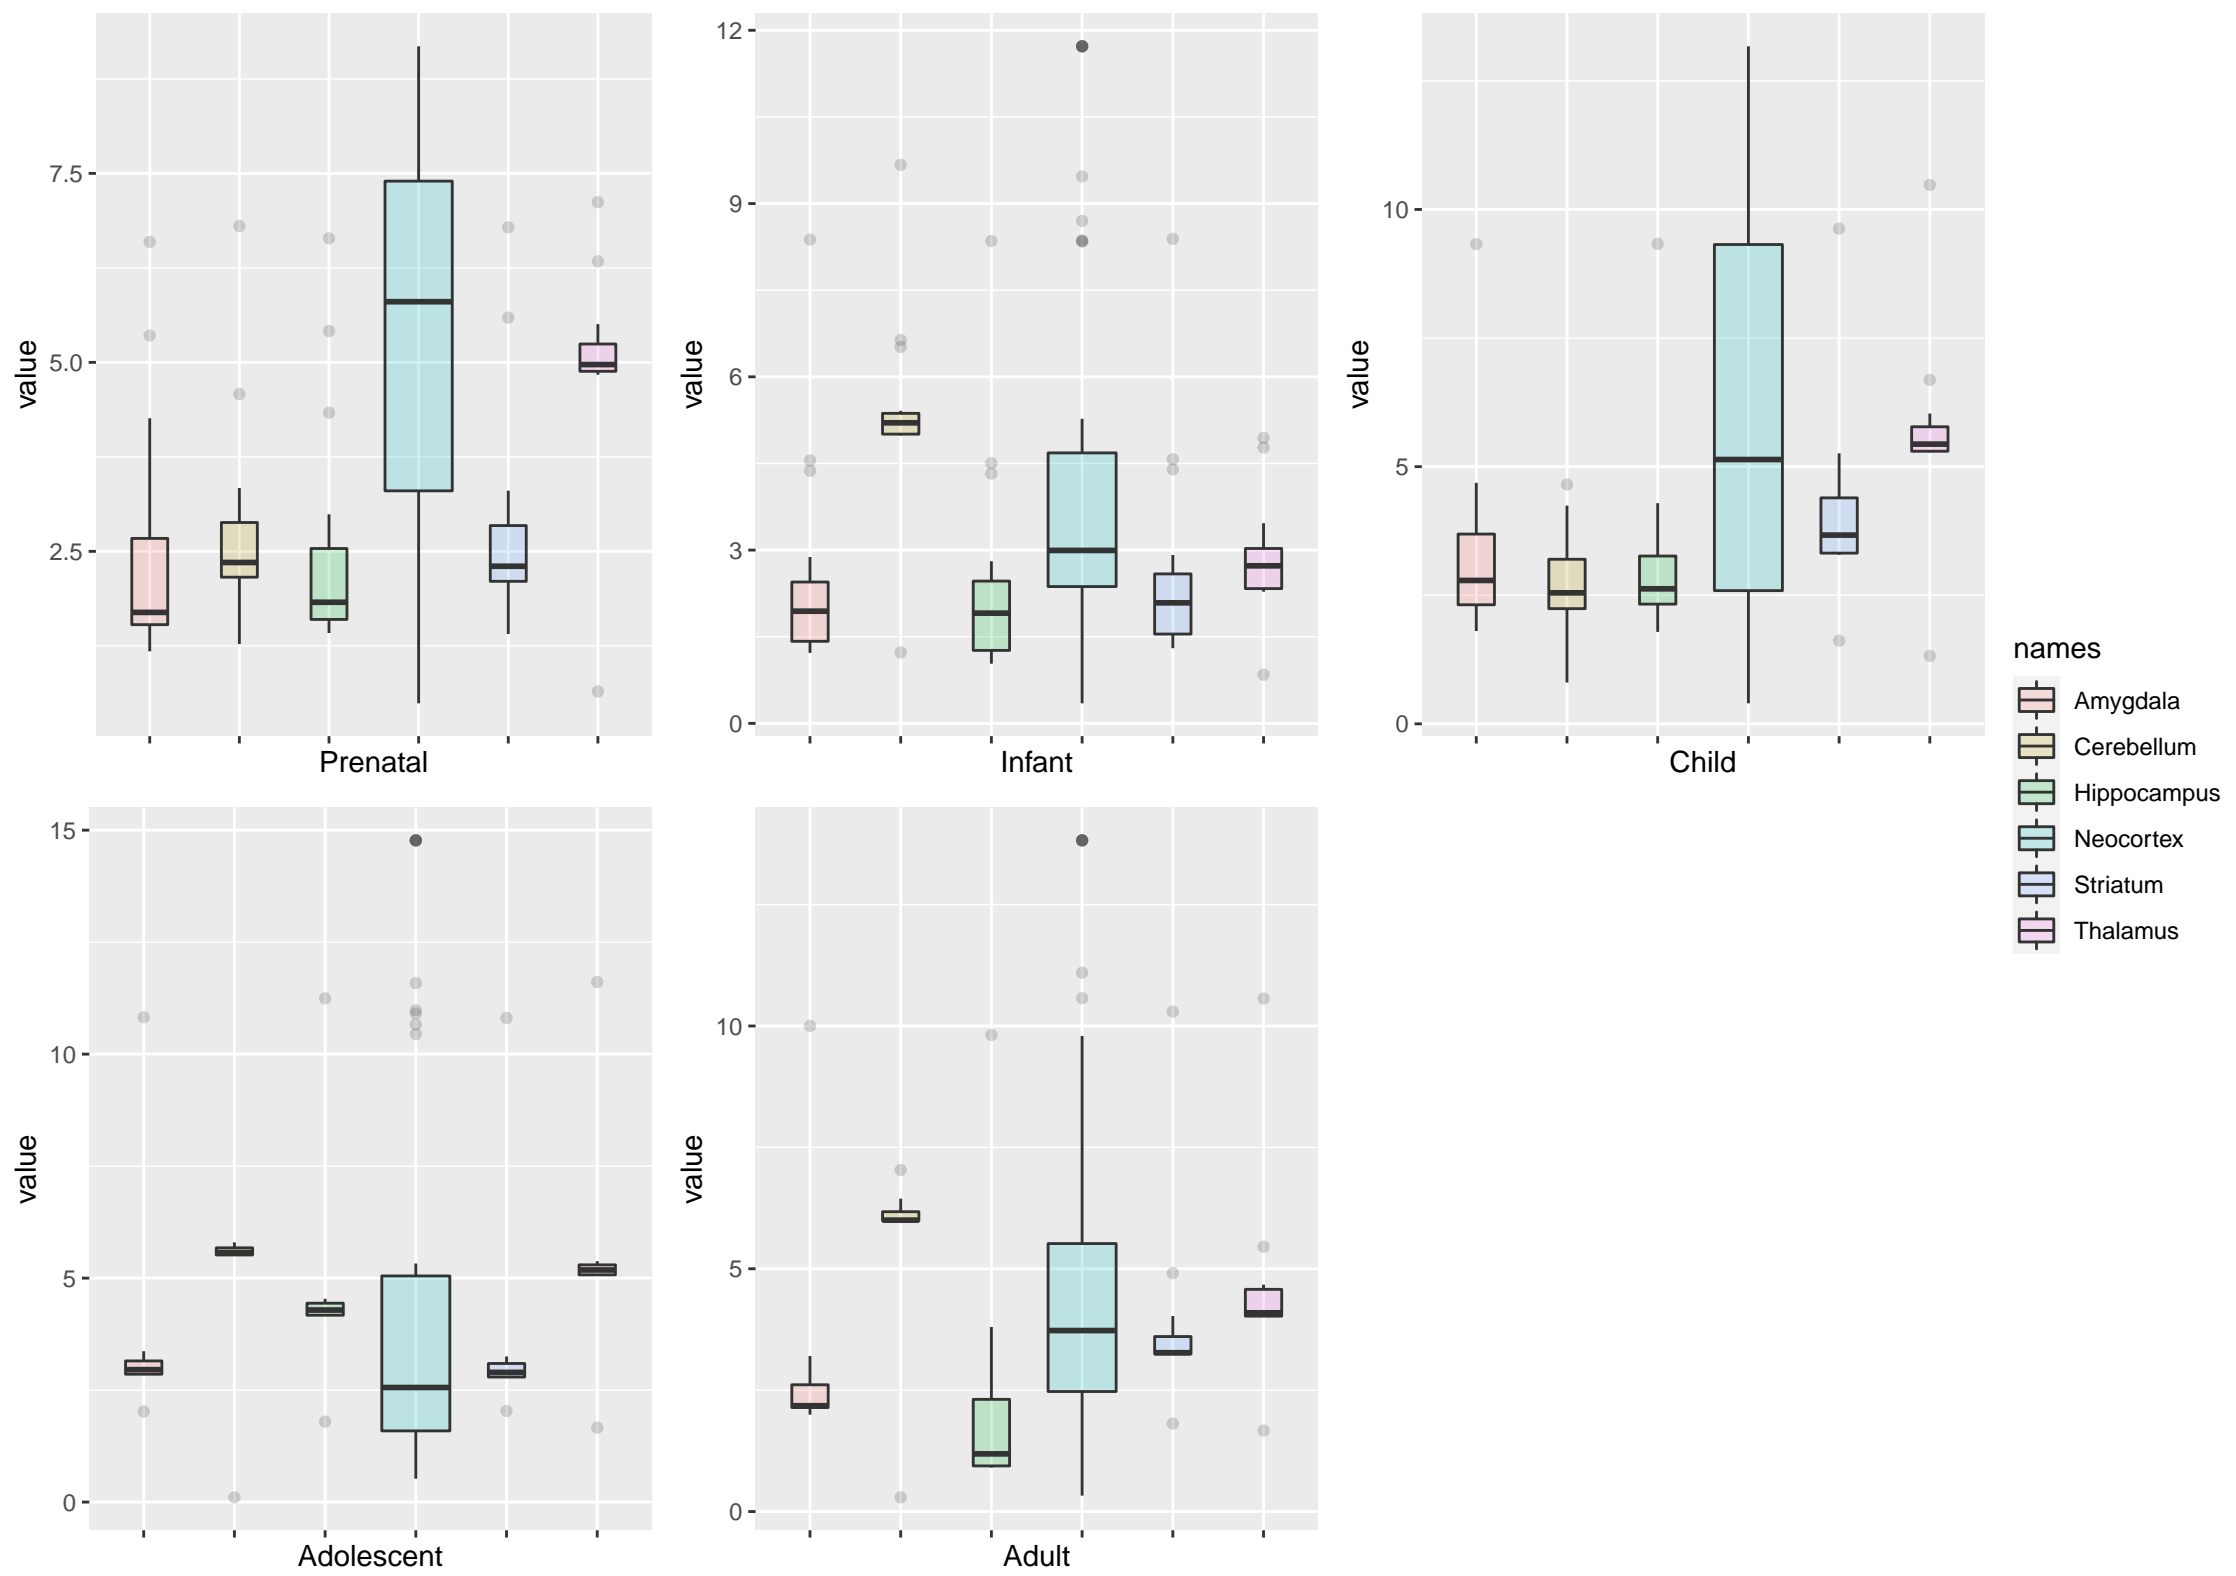 value
7.5
5.0
2.5
Prenatal
value
12
9
6
3
0
Infant
value
10
5
0
Child
names
Amygdala
Cerebellum
Hippocampus
Neocortex
Striatum
Thalamus
value
15
10
5
0
Adolescent
value
10
5
0
Adult